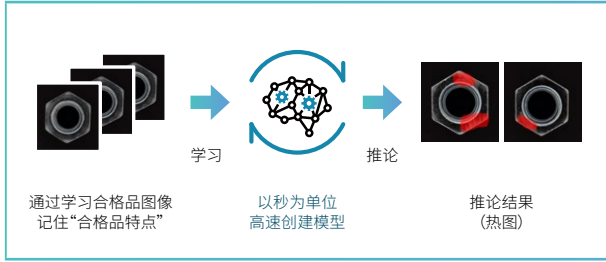 学习
推论
通过学习合格品图像
记住“合格品特点”
以秒为单位
高速创建模型
推论结果
(热图)